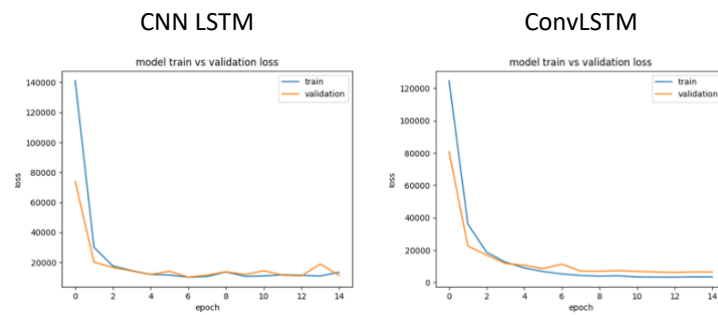 CNN LSTM
model train vs validation loss
train
validation
140000
120000
100000
80000
60000
40000
20000
loss
0 2 4 6 8 10 12 14
epoch
ConvLSTM
model train vs validation loss
train
validation
120000
100000
80000
60000
40000
20000
0
loss
0 2 4 6 8 10 12 14
epoch